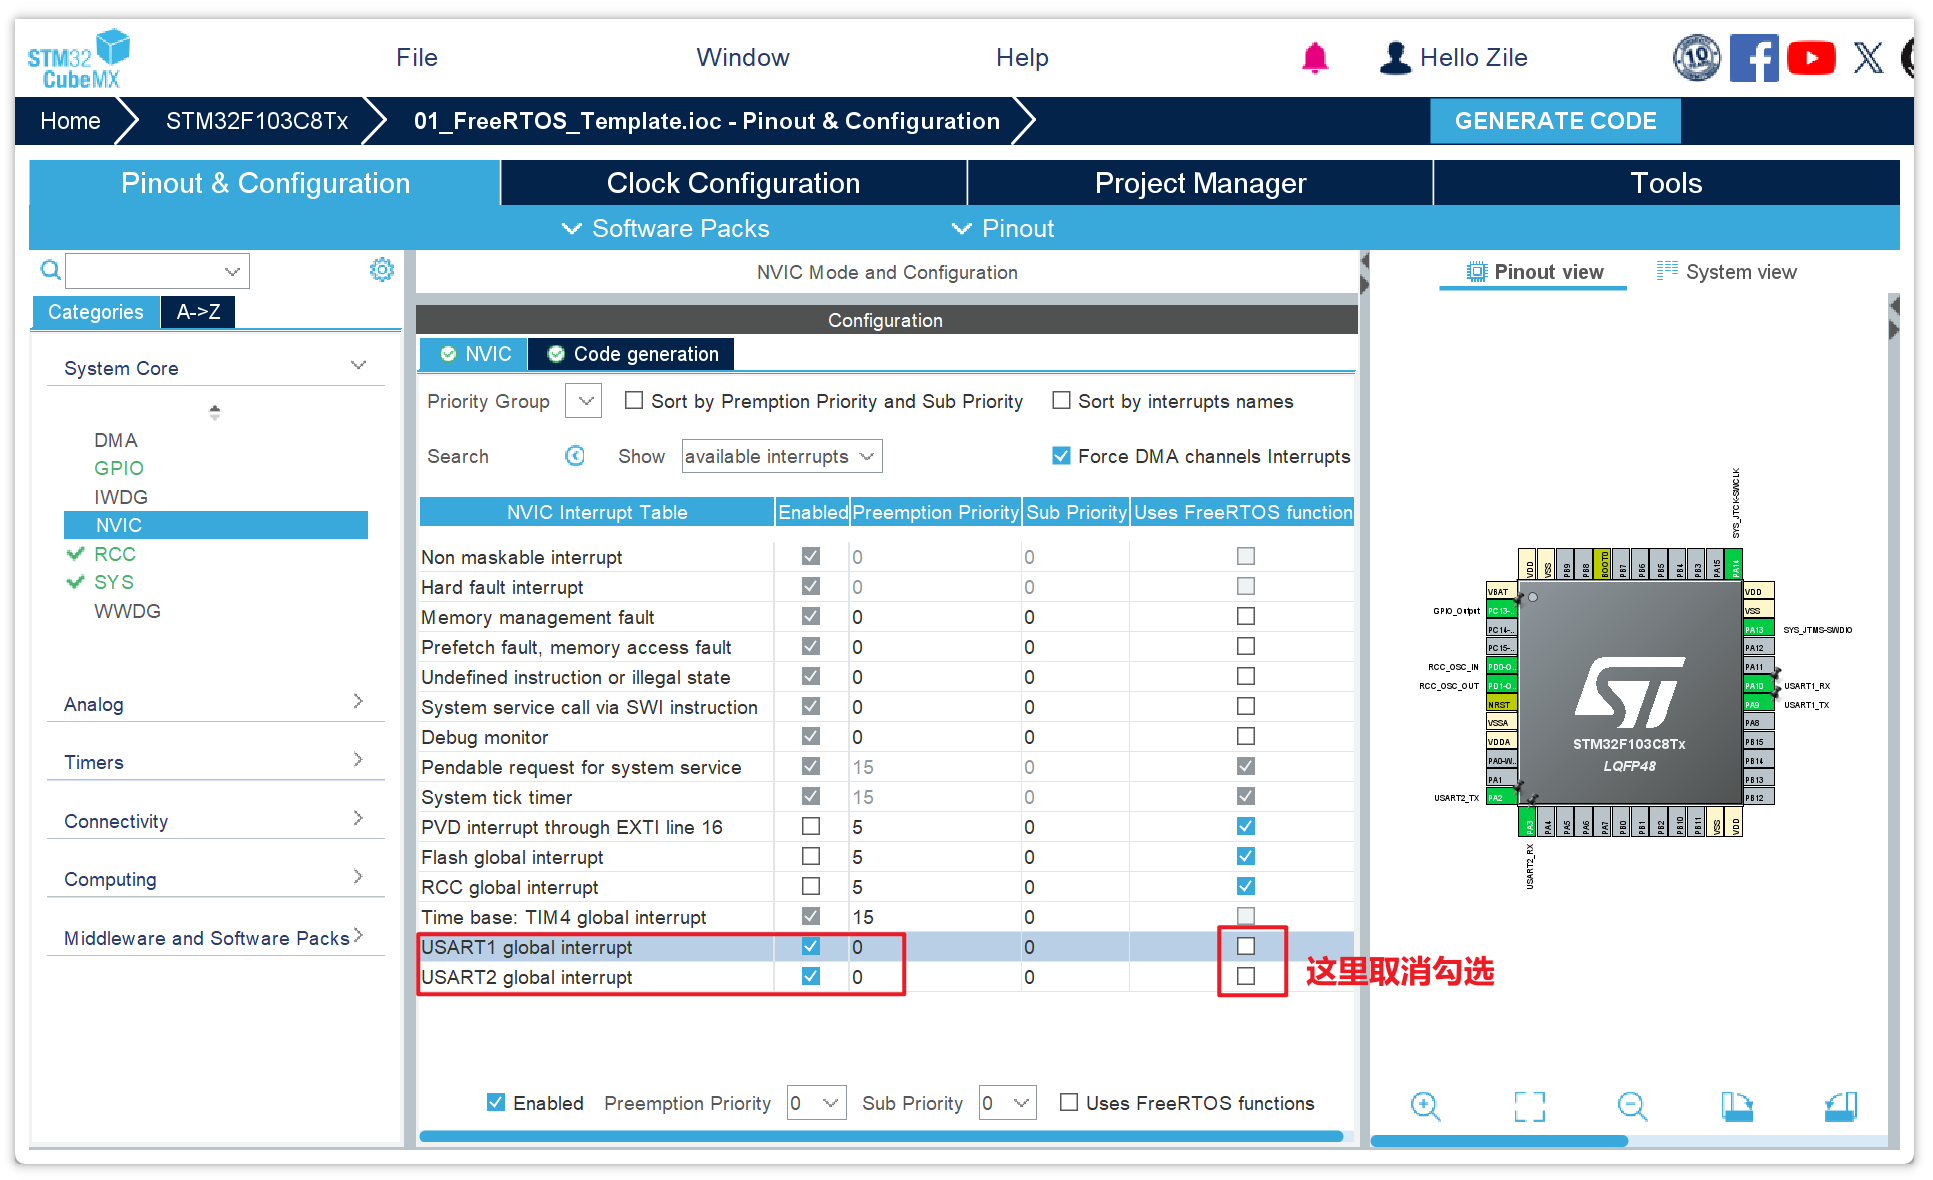 STM32
CubeMX
File
Window
Help
Hello Zile
10
Home
STM32F103C8Tx
01_FreeRTOS_Template.ioc - Pinout & Configuration
GENERATE CODE
Pinout & Configuration
Clock Configuration
Project Manager
Tools
Software Packs
Pinout
Categories
A->Z
System Core
DMA
GPIO
IWDG
NVIC
RCC
SYS
WWDG
Analog
Timers
Connectivity
Computing
Middleware and Software Packs
NVIC Mode and Configuration
Configuration
NVIC
Code generation
Priority Group
Sort by Premption Priority and Sub Priority
Sort by interrupts names
Search
Show
available interrupts
Force DMA channels Interrupts
NVIC Interrupt Table Enabled Preemption Priority Sub Priority Uses FreeRTOS function
Non maskable interrupt 0 0
Hard fault interrupt 0 0
Memory management fault 0 0
Prefetch fault, memory access fault 0 0
Undefined instruction or illegal state 0 0
System service call via SWI instruction 0 0
Debug monitor 0 0
Pendable request for system service 15 0
System tick timer 15 0
PVD interrupt through EXTI line 16 5 0
Flash global interrupt 5 0
RCC global interrupt 5 0
Time base: TIM4 global interrupt 15 0
USART1 global interrupt 0 0
USART2 global interrupt 0 0
这里取消勾选
Enabled
Preemption Priority
0
Sub Priority
0
Uses FreeRTOS functions
Pinout view
System view
SYS_JTCK-SWCLK
VDD
VSS
PB9
PB8
BOOT0
PB7
PB6
PB5
PB4
PB3
PA15
PA14
VBAT
GPIO_Output
PC13-..
PC14-..
PC15-..
RCC_OSC_IN
PD0-O..
RCC_OSC_OUT
PD1-O..
NRST
VSSA
VDDA
PA0-W..
PA1
USART2_TX
PA2
ST
STM32F103C8Tx
LQFP48
VDD
VSS
PA13
SYS_JTMS-SWDIO
PA12
PA11
PA10
USART1_RX
PA9
USART1_TX
PA8
PB15
PB14
PB13
PB12
PA3
PA4
PA5
PA6
PA7
PB0
PB1
PB2
PB10
PB11
VSS
VDD
USART2_RX